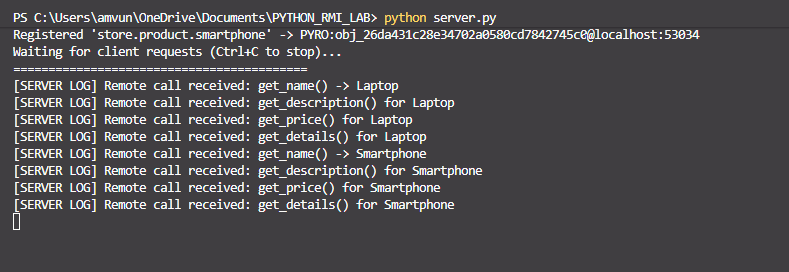 PS C:\Users\amvun\OneDrive\Documents\PYTHON_RMI_LAB> python server.py
Registered 'store.product.smartphone' -> PYRO:obj_26da431c28e34702a0580cd7842745c0@localhost:53034
Waiting for client requests (Ctrl+C to stop)...
==========================================
[SERVER LOG] Remote call received: get_name() -> Laptop
[SERVER LOG] Remote call received: get_description() for Laptop
[SERVER LOG] Remote call received: get_price() for Laptop
[SERVER LOG] Remote call received: get_details() for Laptop
[SERVER LOG] Remote call received: get_name() -> Smartphone
[SERVER LOG] Remote call received: get_description() for Smartphone
[SERVER LOG] Remote call received: get_price() for Smartphone
[SERVER LOG] Remote call received: get_details() for Smartphone